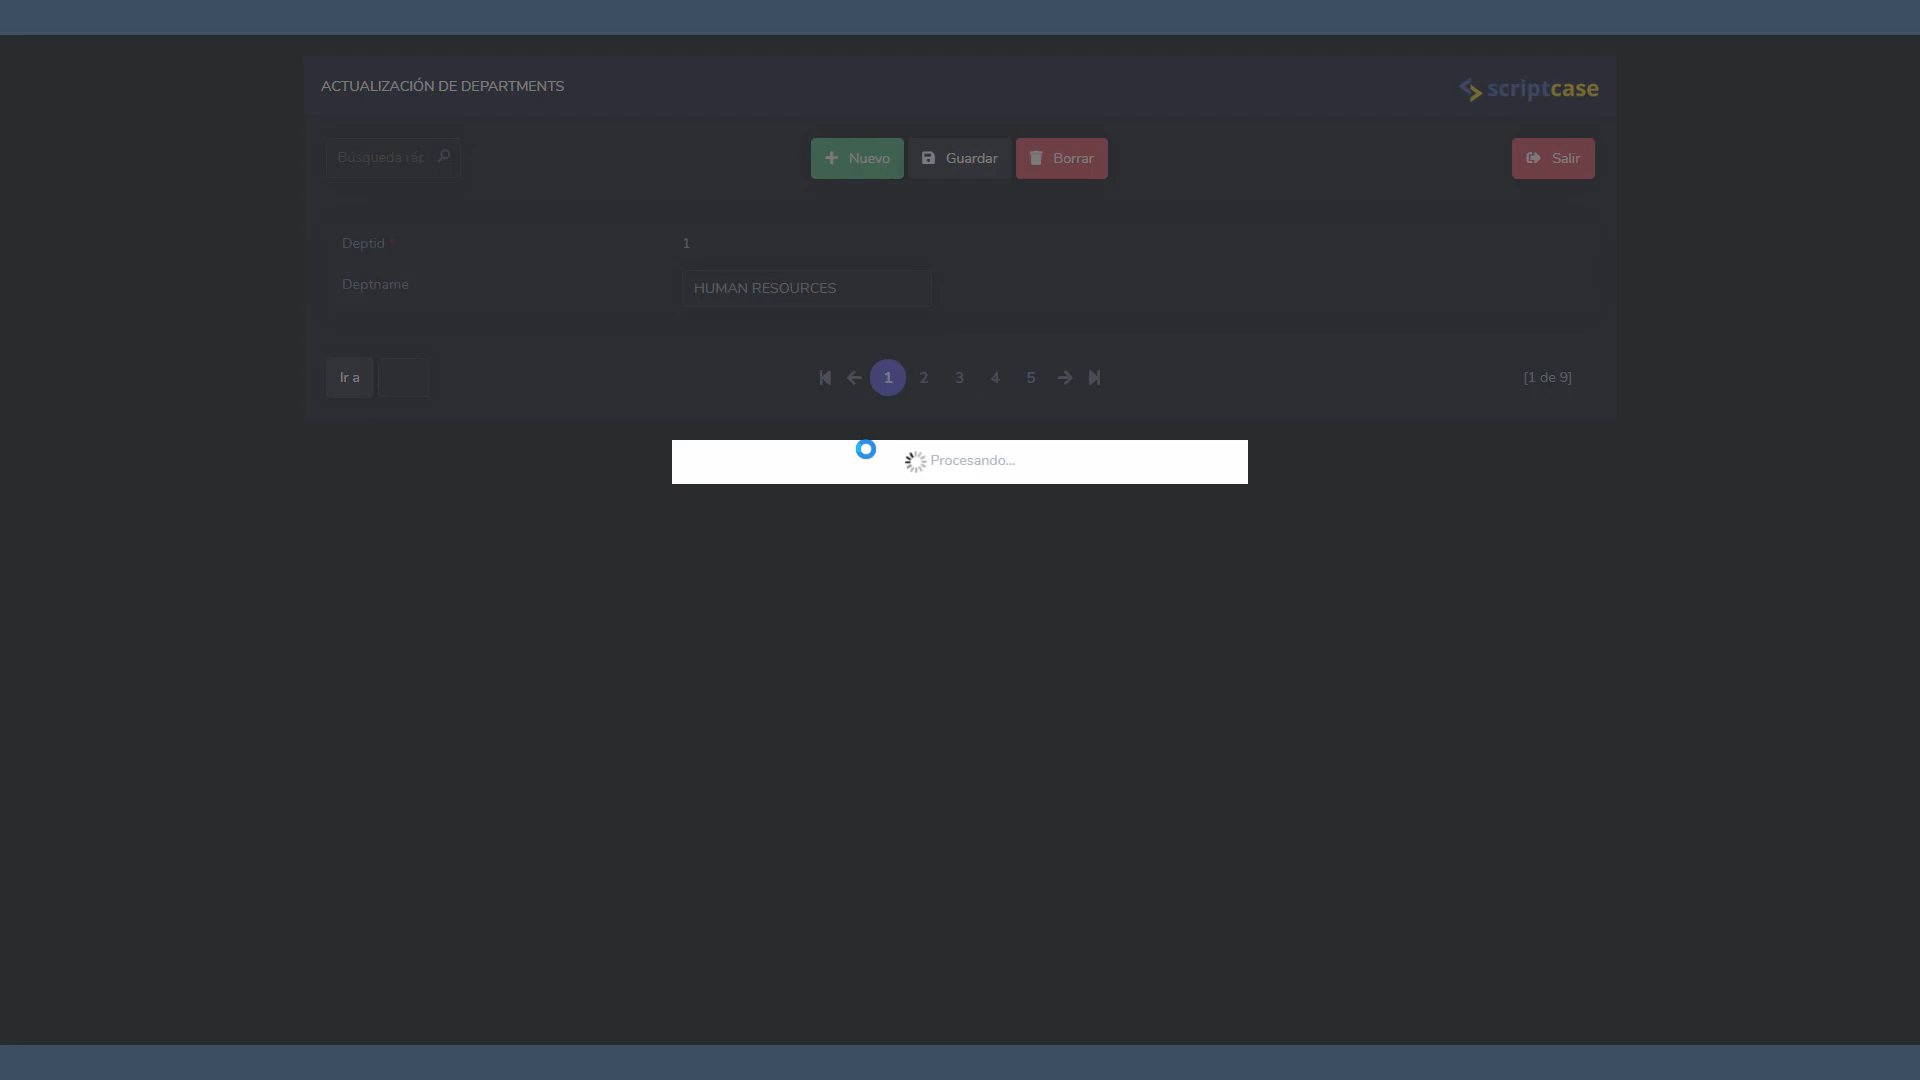 ACTUALIZACIÓN DE DEPARTMENTS
scriptcase
Búsqueda ráp
Nuevo
Guardar
Borrar
Salir
Deptid *
1
Deptname
HUMAN RESOURCES
Ir a
1 2 3 4 5
[1 de 9]
Procesando...